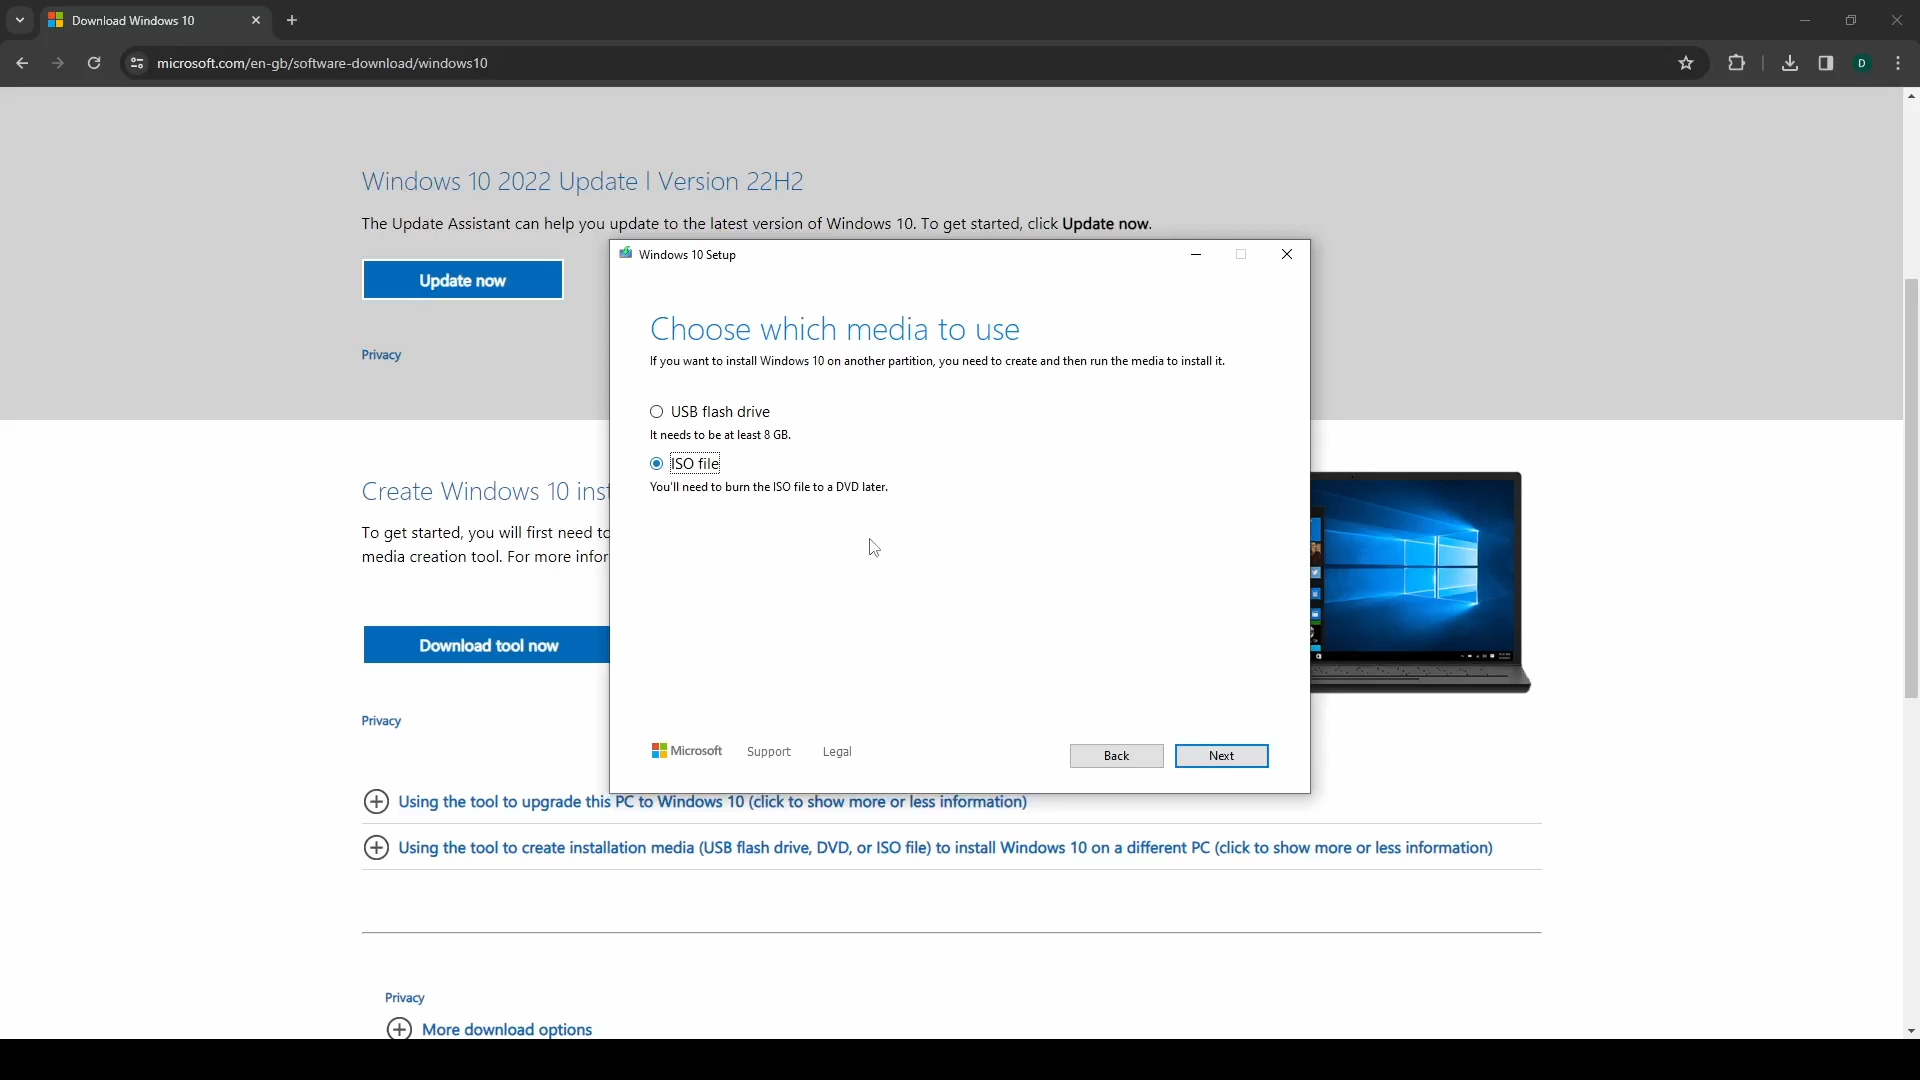 Download Windows 10
microsoft.com/en-gb/software-download/windows10
D
Windows 10 2022 Update | Version 22H2
The Update Assistant can help you update to the latest version of Windows 10. To get started, click Update now.
Update now
Privacy
Windows 10 Setup
Choose which media to use
If you want to install Windows 10 on another partition, you need to create and then run the media to install it.
USB flash drive
It needs to be at least 8 GB.
ISO file
You'll need to burn the ISO file to a DVD later.
Microsoft
Support
Legal
Back
Next
Create Windows 10 inst
To get started, you will first need to
media creation tool. For more infor
Download tool now
Privacy
Using the tool to upgrade this PC to Windows 10 (click to show more or less information)
Using the tool to create installation media (USB flash drive, DVD, or ISO file) to install Windows 10 on a different PC (click to show more or less information)
Privacy
More download options